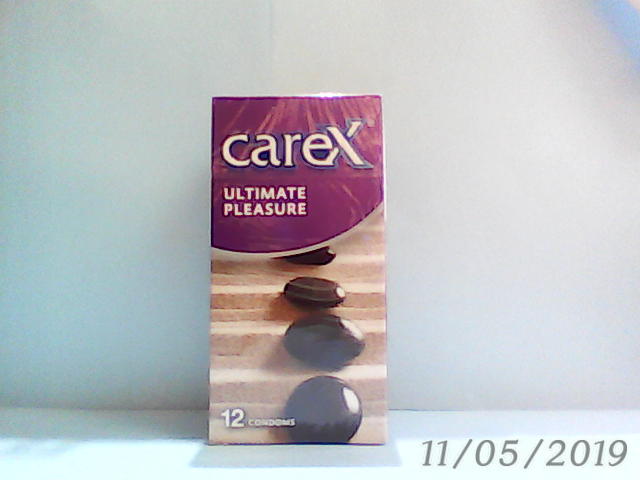 careX
ULTIMATE
PLEASURE
12 CONDOMS
11/05/2019